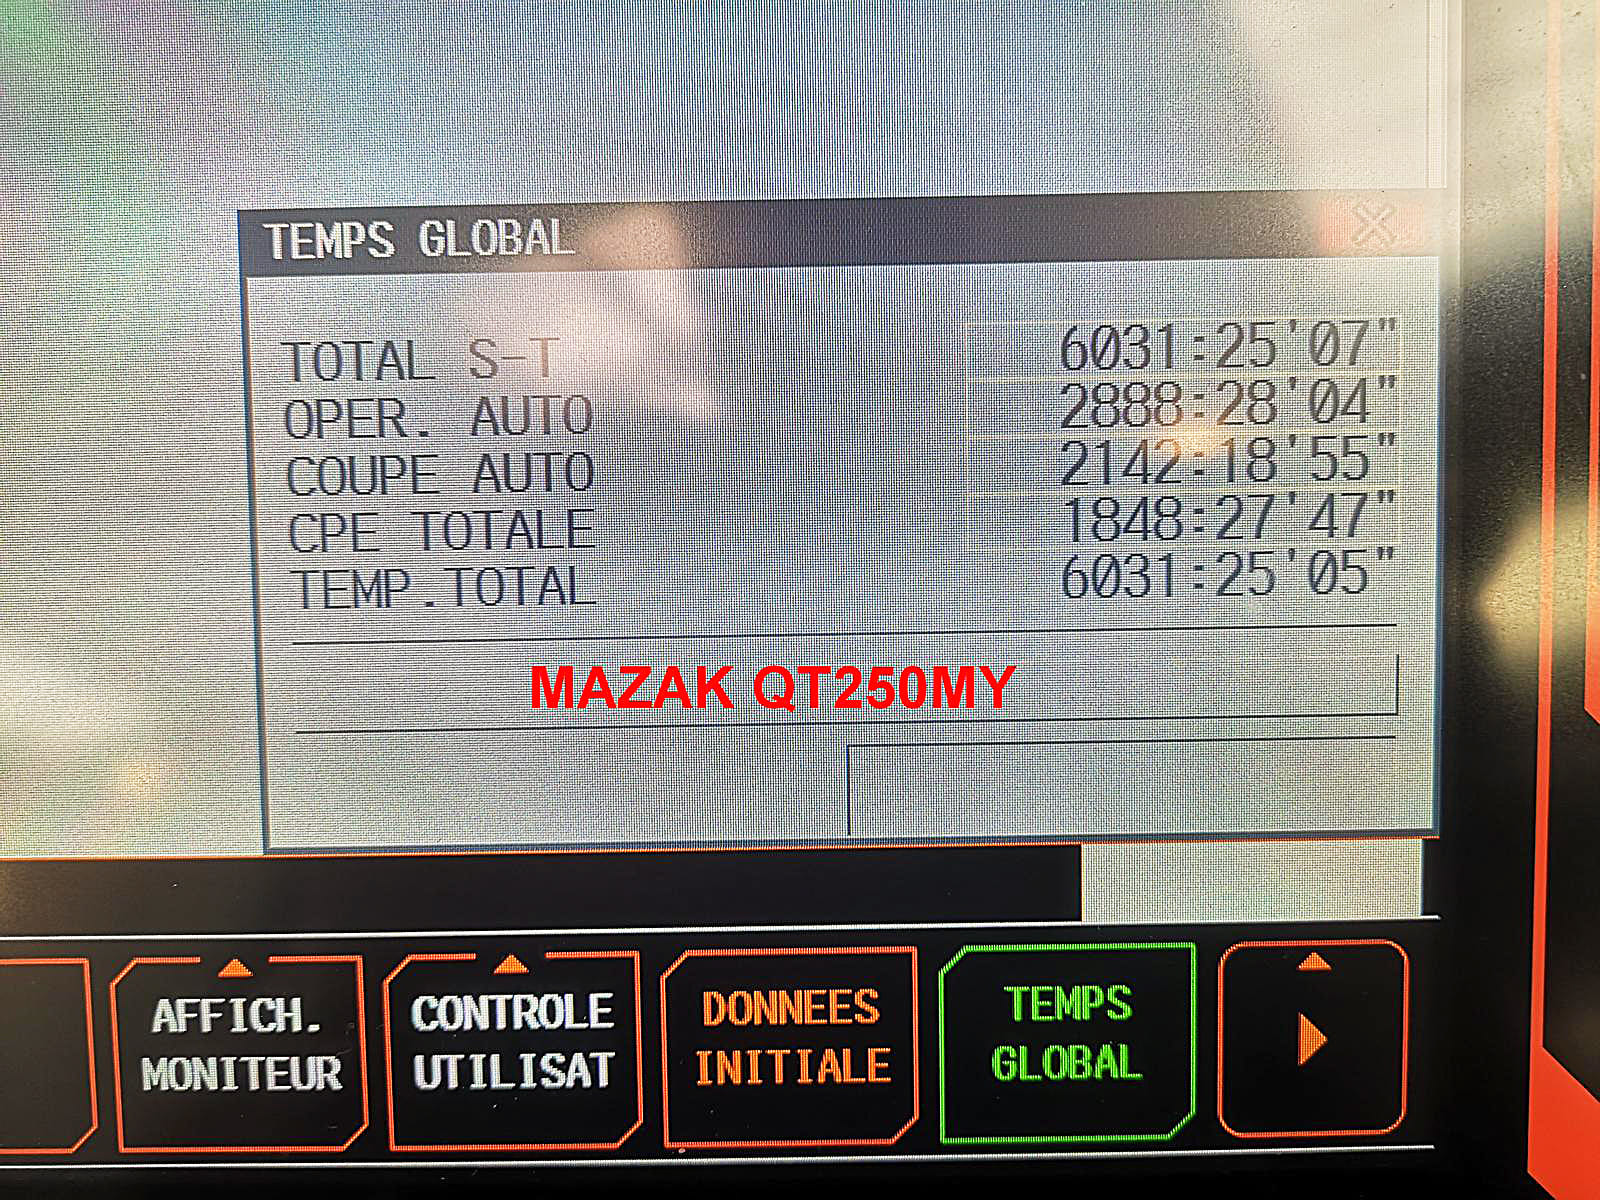 TEMPS GLOBAL
TOTAL S-T 6031:25'07"
OPER. AUTO 2888:28'04"
COUPE AUTO 2142:18'55"
CPE TOTALE 1848:27'47"
TEMP.TOTAL 6031:25'05"
MAZAK QT250MY
AFFICH. MONITEUR
CONTROLE UTILISAT
DONNEES INITIALE
TEMPS GLOBAL